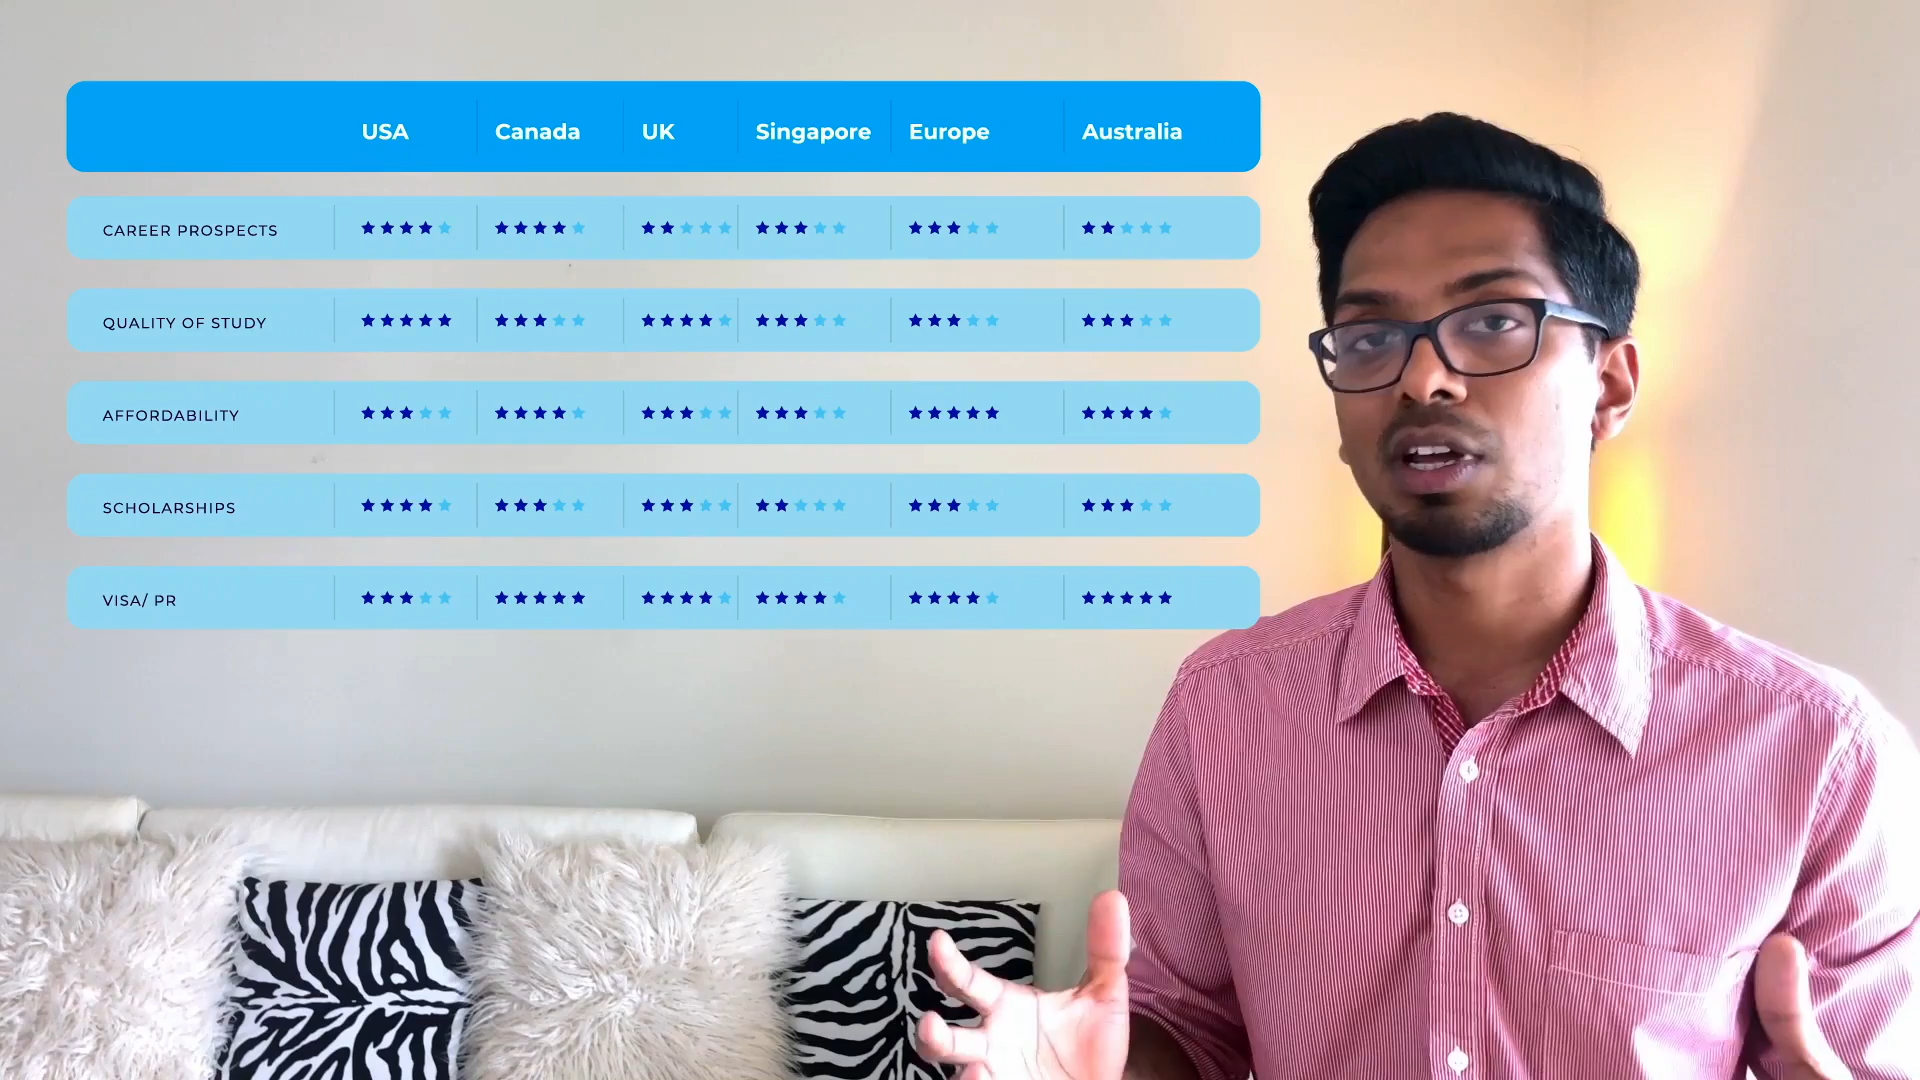 USA Canada UK Singapore Europe Australia
CAREER PROSPECTS ★★★★★ ★★★★★ ★★★★★ ★★★★★ ★★★★★ ★★★★★
QUALITY OF STUDY ★★★★★ ★★★★★ ★★★★★ ★★★★★ ★★★★★ ★★★★★
AFFORDABILITY ★★★★★ ★★★★★ ★★★★★ ★★★★★ ★★★★★ ★★★★★
SCHOLARSHIPS ★★★★★ ★★★★★ ★★★★★ ★★★★★ ★★★★★ ★★★★★
VISA/ PR ★★★★★ ★★★★★ ★★★★★ ★★★★★ ★★★★★ ★★★★★